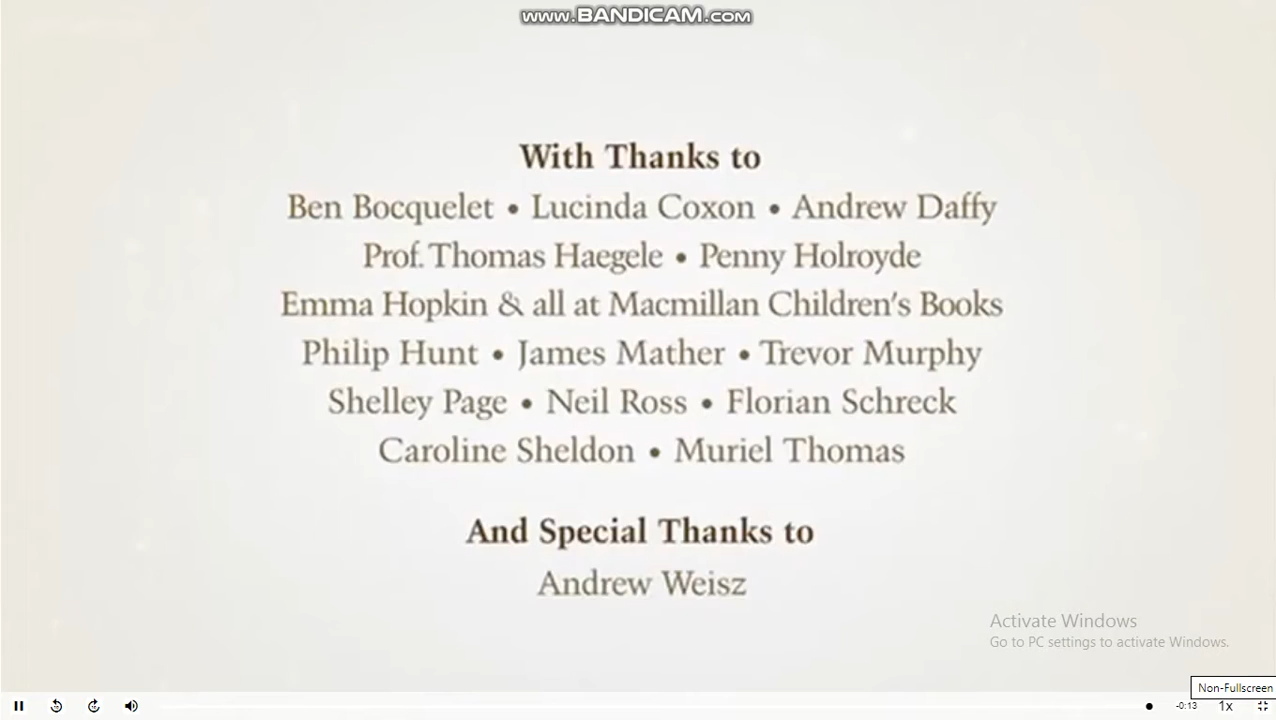 www.BANDICAM.com
With Thanks to
Ben Bocquelet • Lucinda Coxon • Andrew Daffy
Prof. Thomas Haegele • Penny Holroyde
Emma Hopkin & all at Macmillan Children's Books
Philip Hunt • James Mather • Trevor Murphy
Shelley Page • Neil Ross • Florian Schreck
Caroline Sheldon • Muriel Thomas
And Special Thanks to
Andrew Weisz
Activate Windows
Go to PC settings to activate Windows.
Non-Fullscreen
-0:13 1x